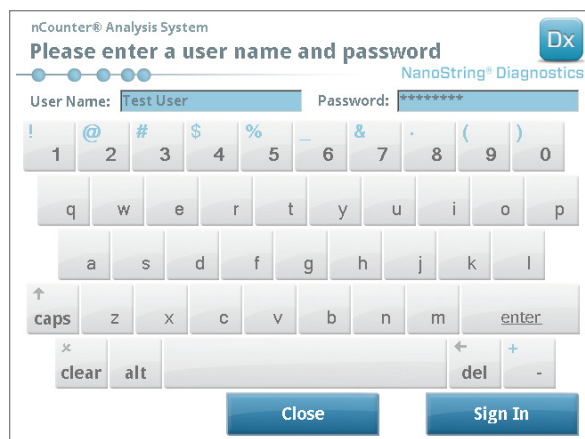 nCounter® Analysis System
Please enter a user name and password
Dx
NanoString® Diagnostics
User Name: Test User Password: ********
! @ # $ % _ & . ( )
1 2 3 4 5 6 7 8 9 0
q w e r t y u i o p
a s d f g h j k l
caps z x c v b n m enter
clear alt del + -
Close Sign In